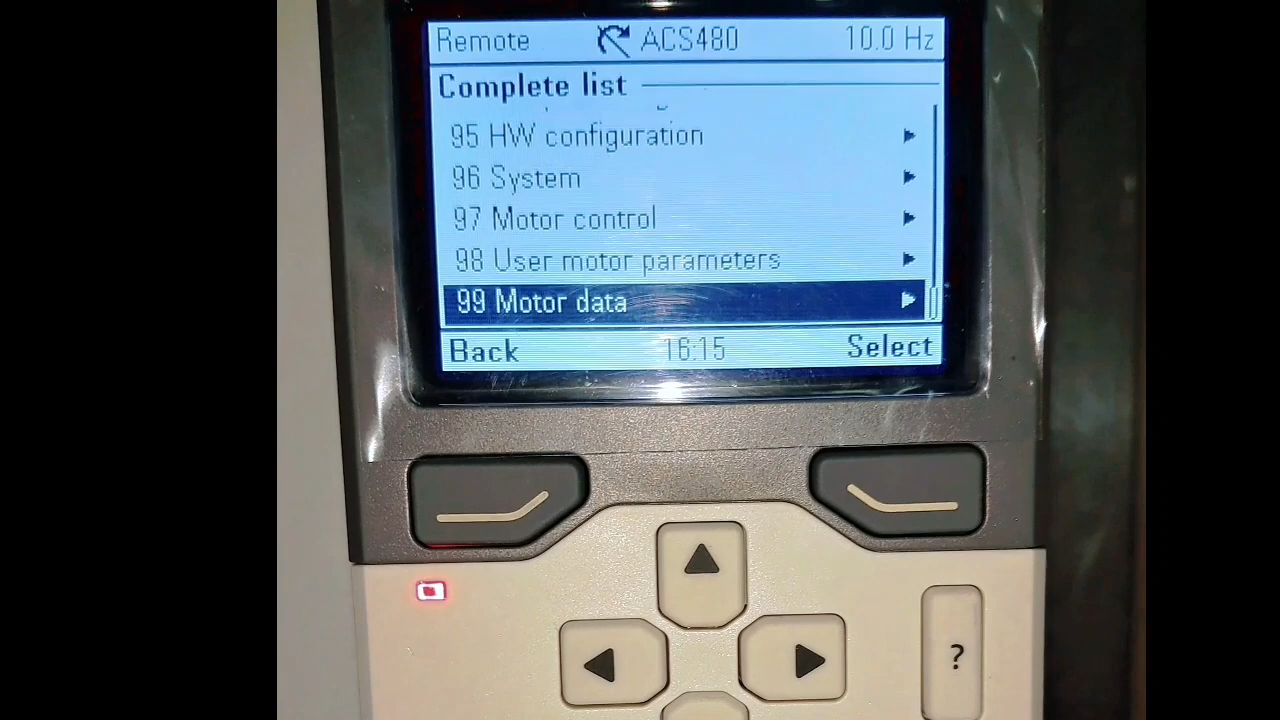 Remote ACS480 10.0 Hz
Complete list
95 HW configuration
96 System
97 Motor control
98 User motor parameters
99 Motor data
Back 16:15 Select
?